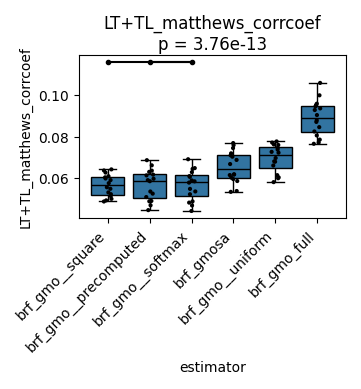 LT+TL_matthews_corrcoef
p = 3.76e-13
LT+TL_matthews_corrcoef
0.10
0.08
0.06
brf_gmo__square
brf_gmo__precomputed
brf_gmo__softmax
brf_gmosa
brf_gmo__uniform
brf_gmo_full
estimator